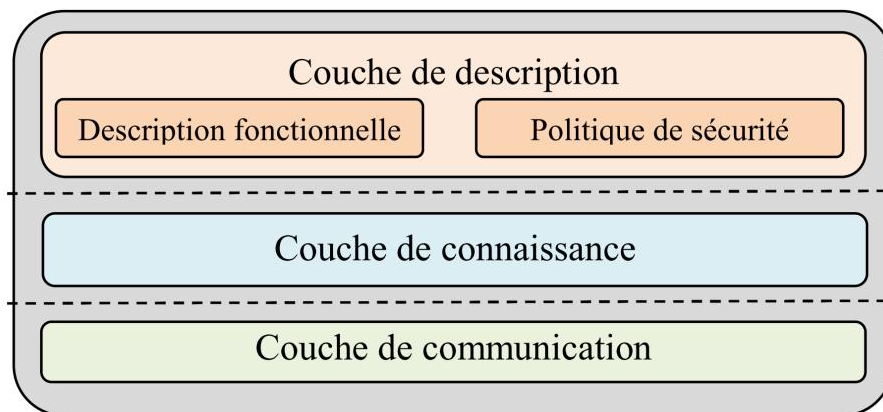 Couche de description
Description fonctionnelle
Politique de sécurité
Couche de connaissance
Couche de communication